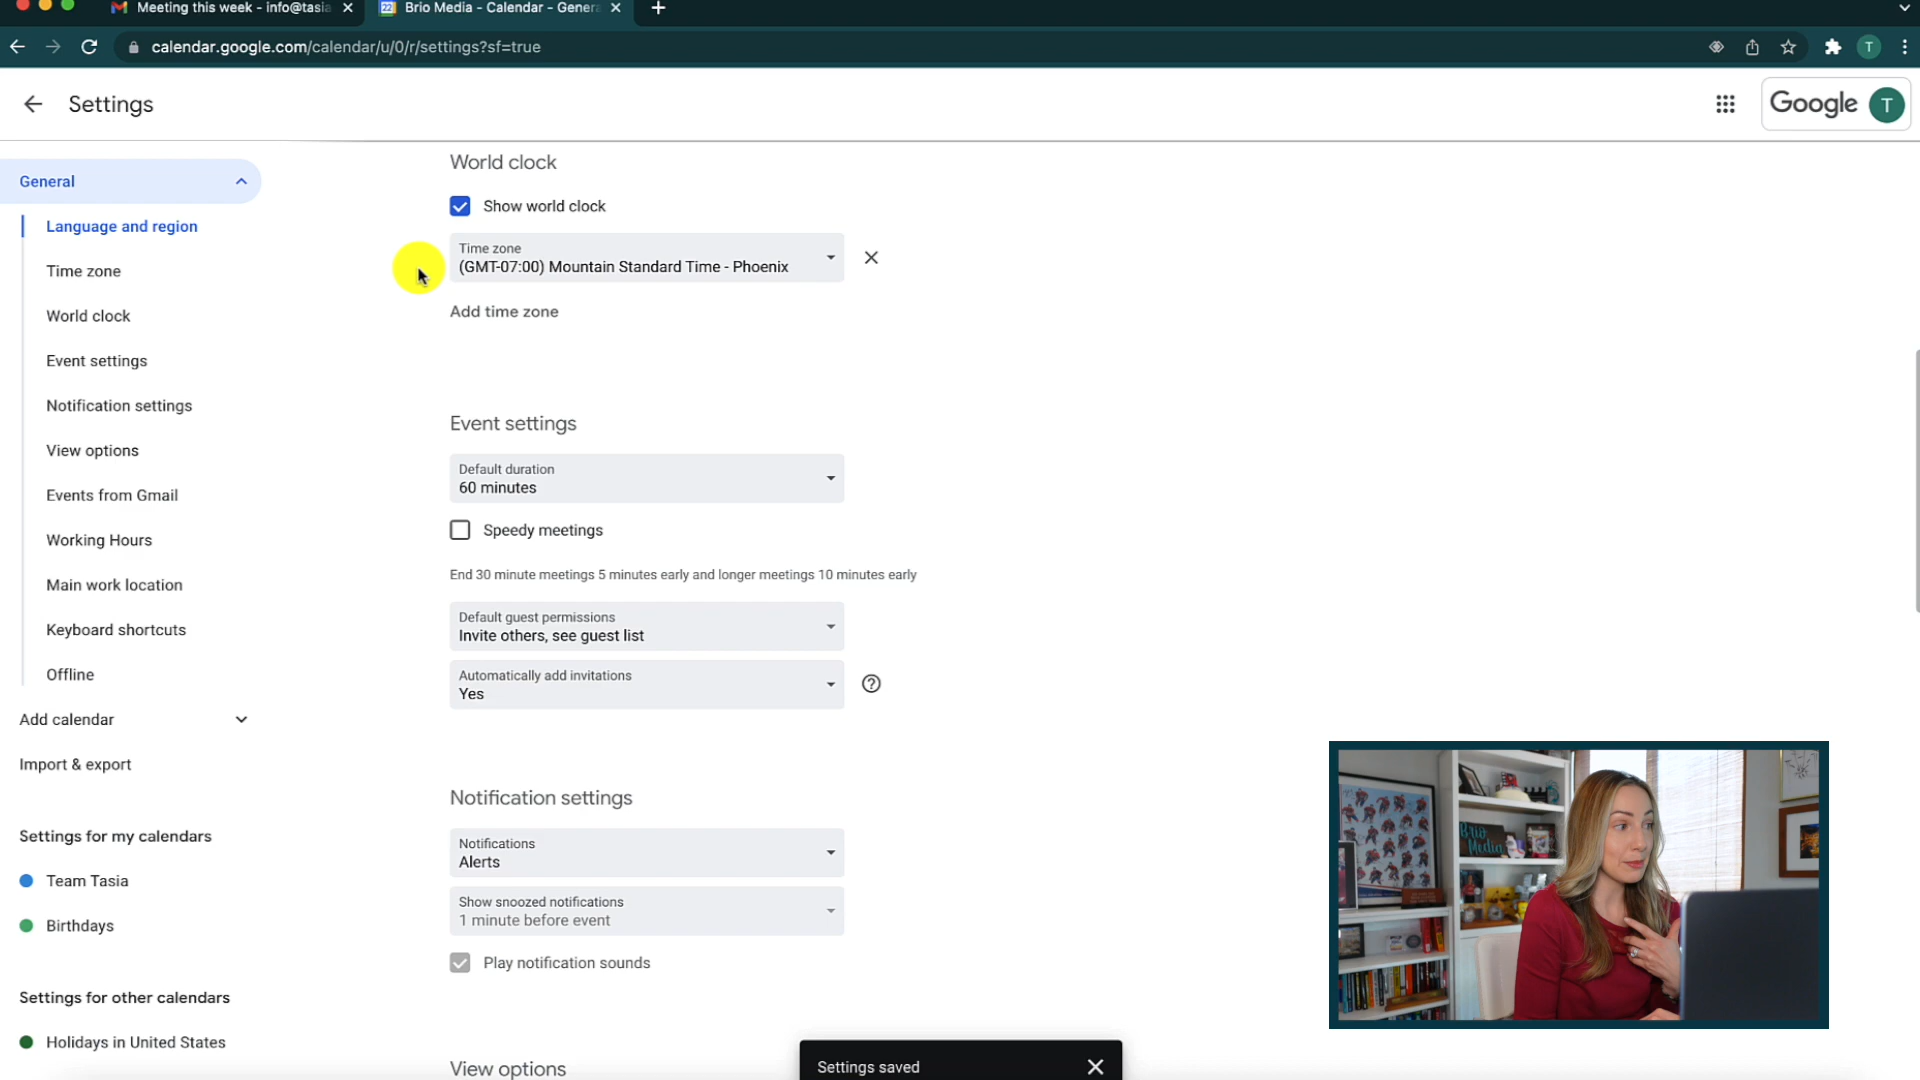 Meeting this week - info@tasia
Brio Media - Calendar - Genera
calendar.google.com/calendar/u/0/r/settings?sf=true
T
Settings
Google T
General
Language and region
Time zone
World clock
Event settings
Notification settings
View options
Events from Gmail
Working Hours
Main work location
Keyboard shortcuts
Offline
Add calendar
Import & export
Settings for my calendars
Team Tasia
Birthdays
Settings for other calendars
Holidays in United States
World clock
Show world clock
Time zone
(GMT-07:00) Mountain Standard Time - Phoenix
Add time zone
Event settings
Default duration
60 minutes
Speedy meetings
End 30 minute meetings 5 minutes early and longer meetings 10 minutes early
Default guest permissions
Invite others, see guest list
Automatically add invitations
Yes
Notification settings
Notifications
Alerts
Show snoozed notifications
1 minute before event
Play notification sounds
View options
Settings saved
Brio
Media